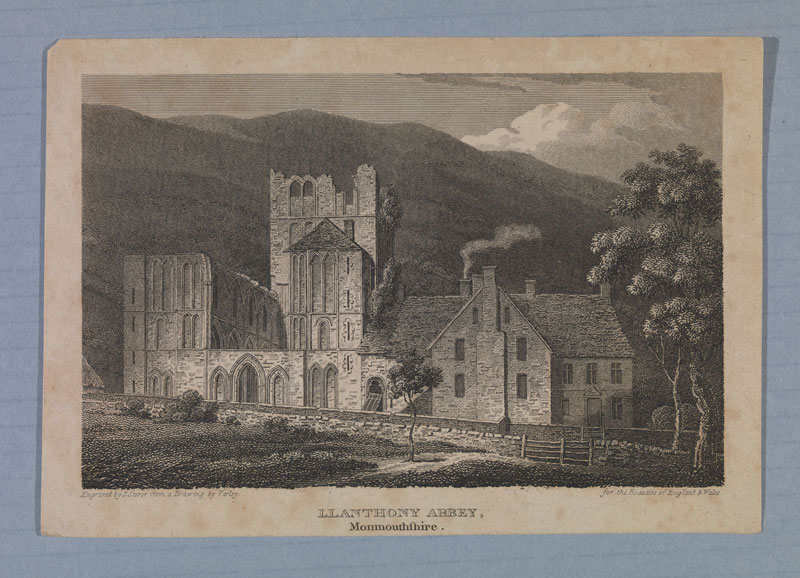 Engraved by J. Storer from a Drawing by Varley.
for the Beauties of England & Wales.
LLANTHONY ABBEY,
Monmouthſhire.